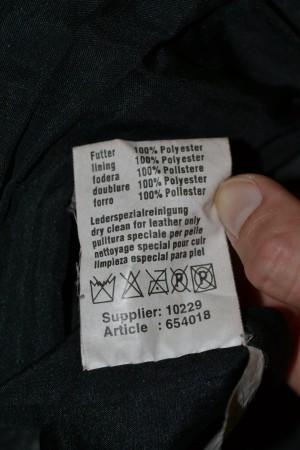 Futter 100% Polyester
lining 100% Polyester
fodera 100% Polistere
doublure 100% Polyester
forro 100% Poliester
Lederspezialreinigung
dry clean for leather only
pulitura speciale per pelle
nettoyage special pour cuir
limpieza especial para piel
Supplier: 10229
Article : 654018